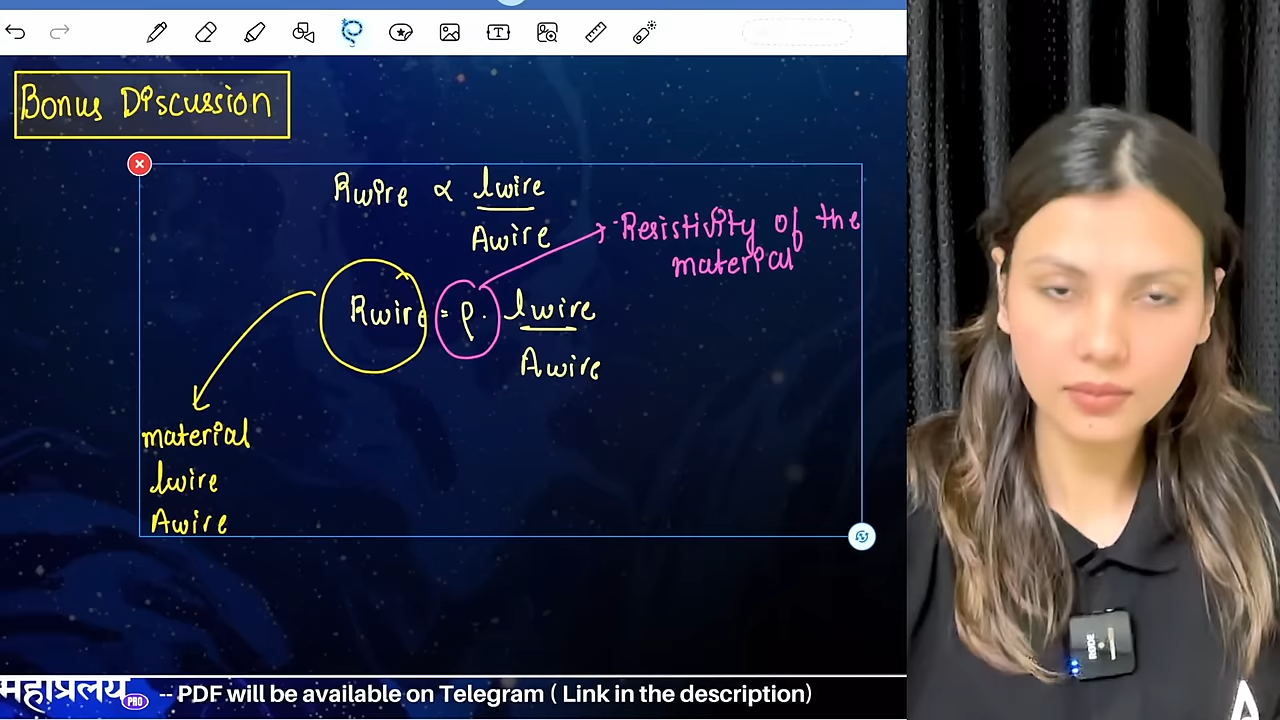 Bonus Discussion
Rwire ∝ lwire
Awire
Resistivity of the
material
Rwire = ρ. lwire
Awire
material
lwire
Awire
महाप्रलय PRO -- PDF will be available on Telegram ( Link in the description)
RODE
A